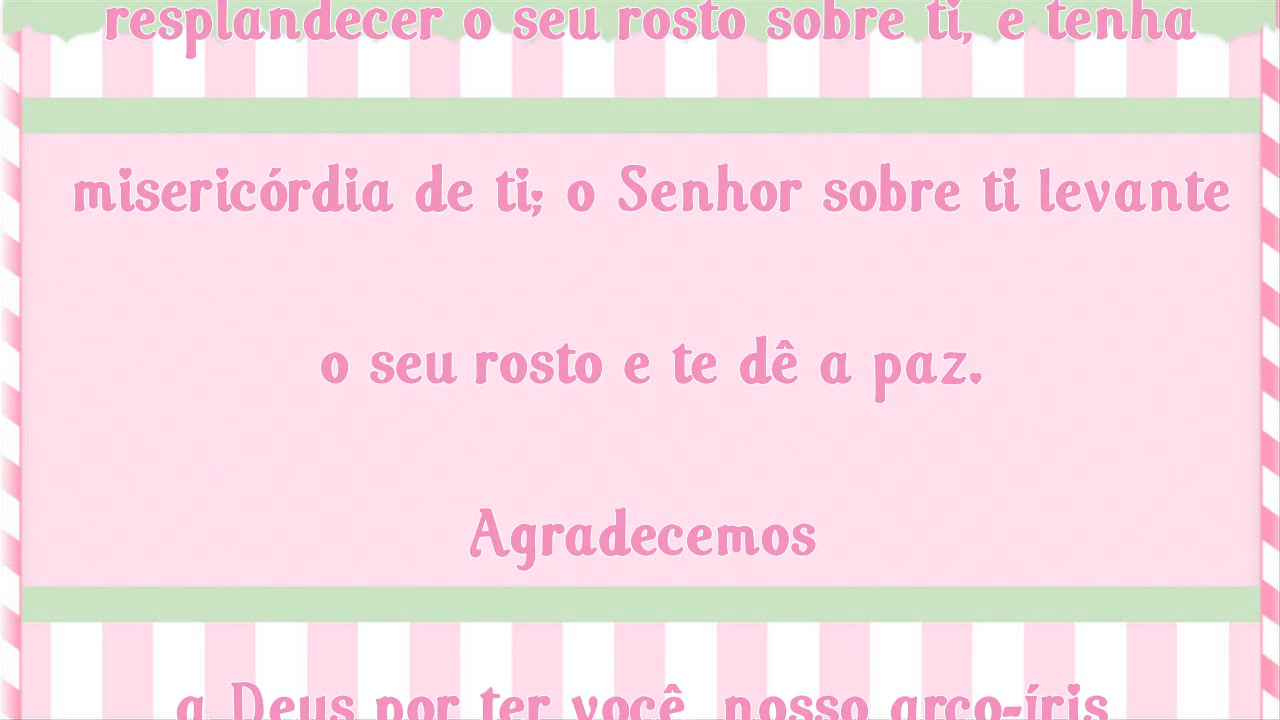 resplandecer o seu rosto sobre ti, e tenha
misericórdia de ti; o Senhor sobre ti levante
o seu rosto e te dê a paz.
Agradecemos
a Deus por ter você nosso arco-íris